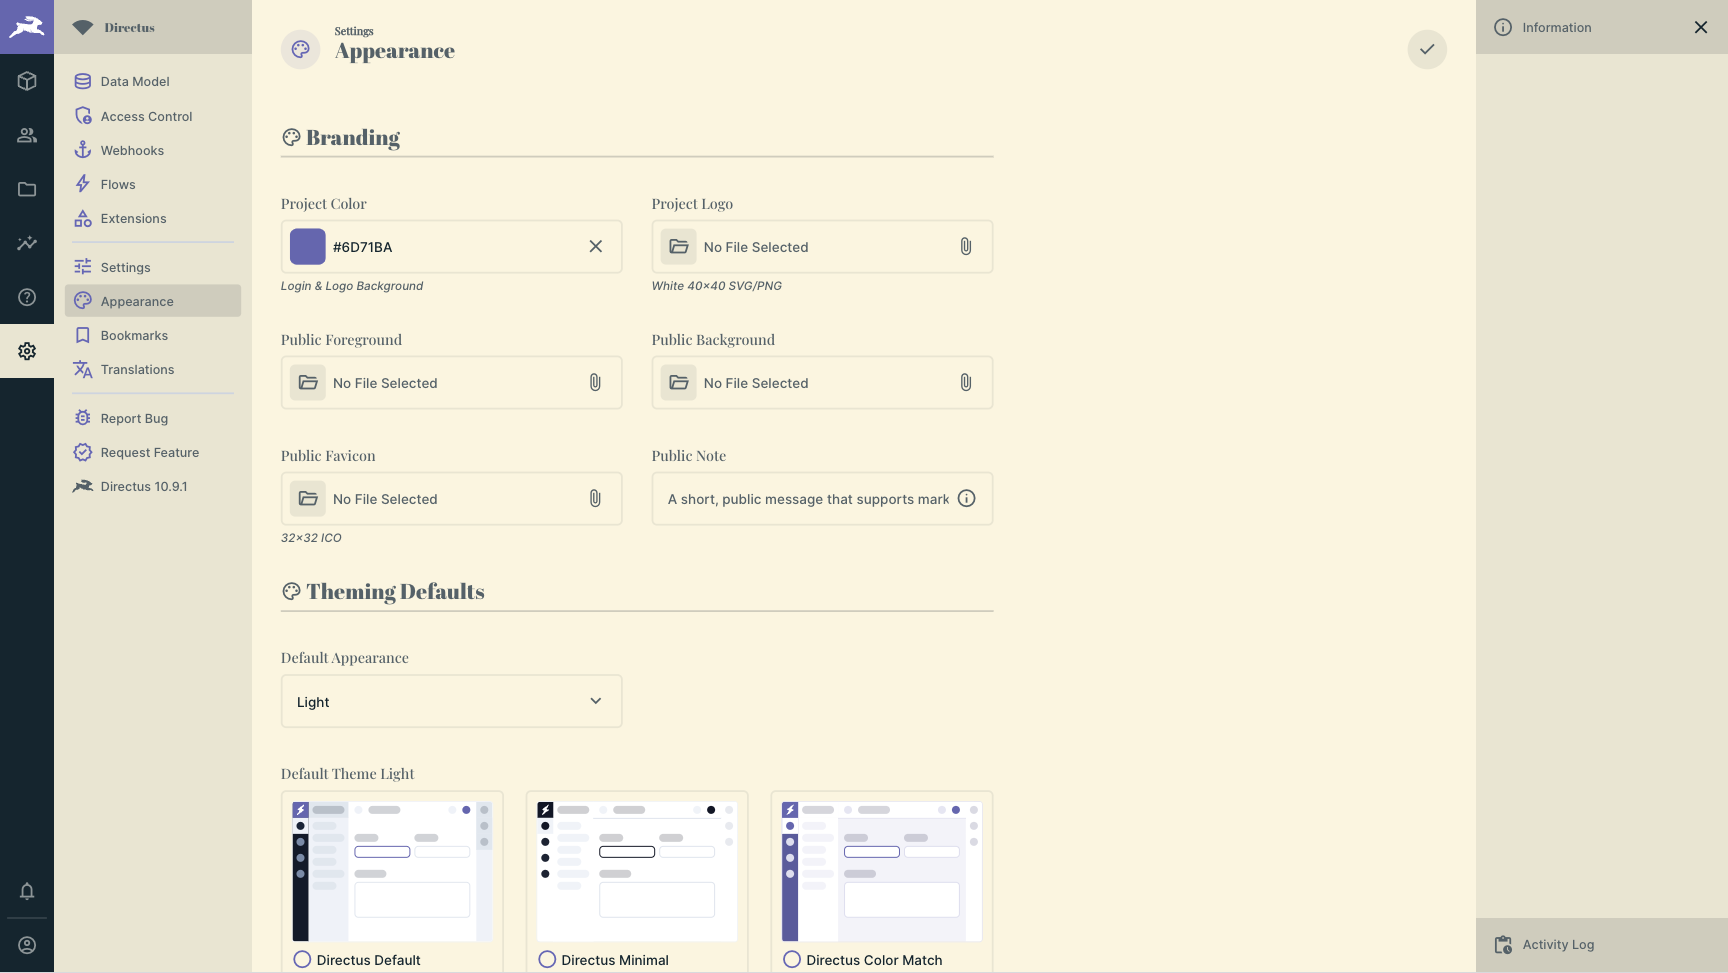 Directus
Data Model
Access Control
Webhooks
Flows
Extensions
Settings
Appearance
Bookmarks
Translations
Report Bug
Request Feature
Directus 10.9.1
Settings
Appearance
Branding
Project Color
#6D71BA
Login & Logo Background
Project Logo
No File Selected
White 40×40 SVG/PNG
Public Foreground
No File Selected
Public Background
No File Selected
Public Favicon
No File Selected
32×32 ICO
Public Note
A short, public message that supports mark
Theming Defaults
Default Appearance
Light
Default Theme Light
Directus Default
Directus Minimal
Directus Color Match
Information
Activity Log